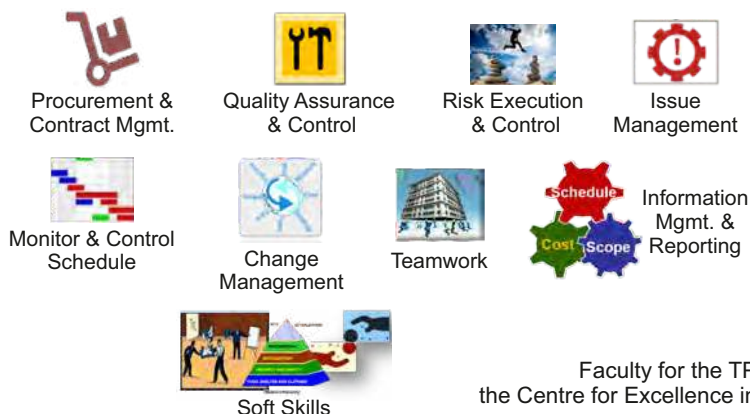 Procurement &
Contract Mgmt.
Quality Assurance
& Control
Risk Execution
& Control
Issue
Management
Monitor & Control
Schedule
Change
Management
Teamwork
Schedule
Cost
Scope
Information
Mgmt. &
Reporting
Soft Skills
Faculty for the
the Centre for Excellence in